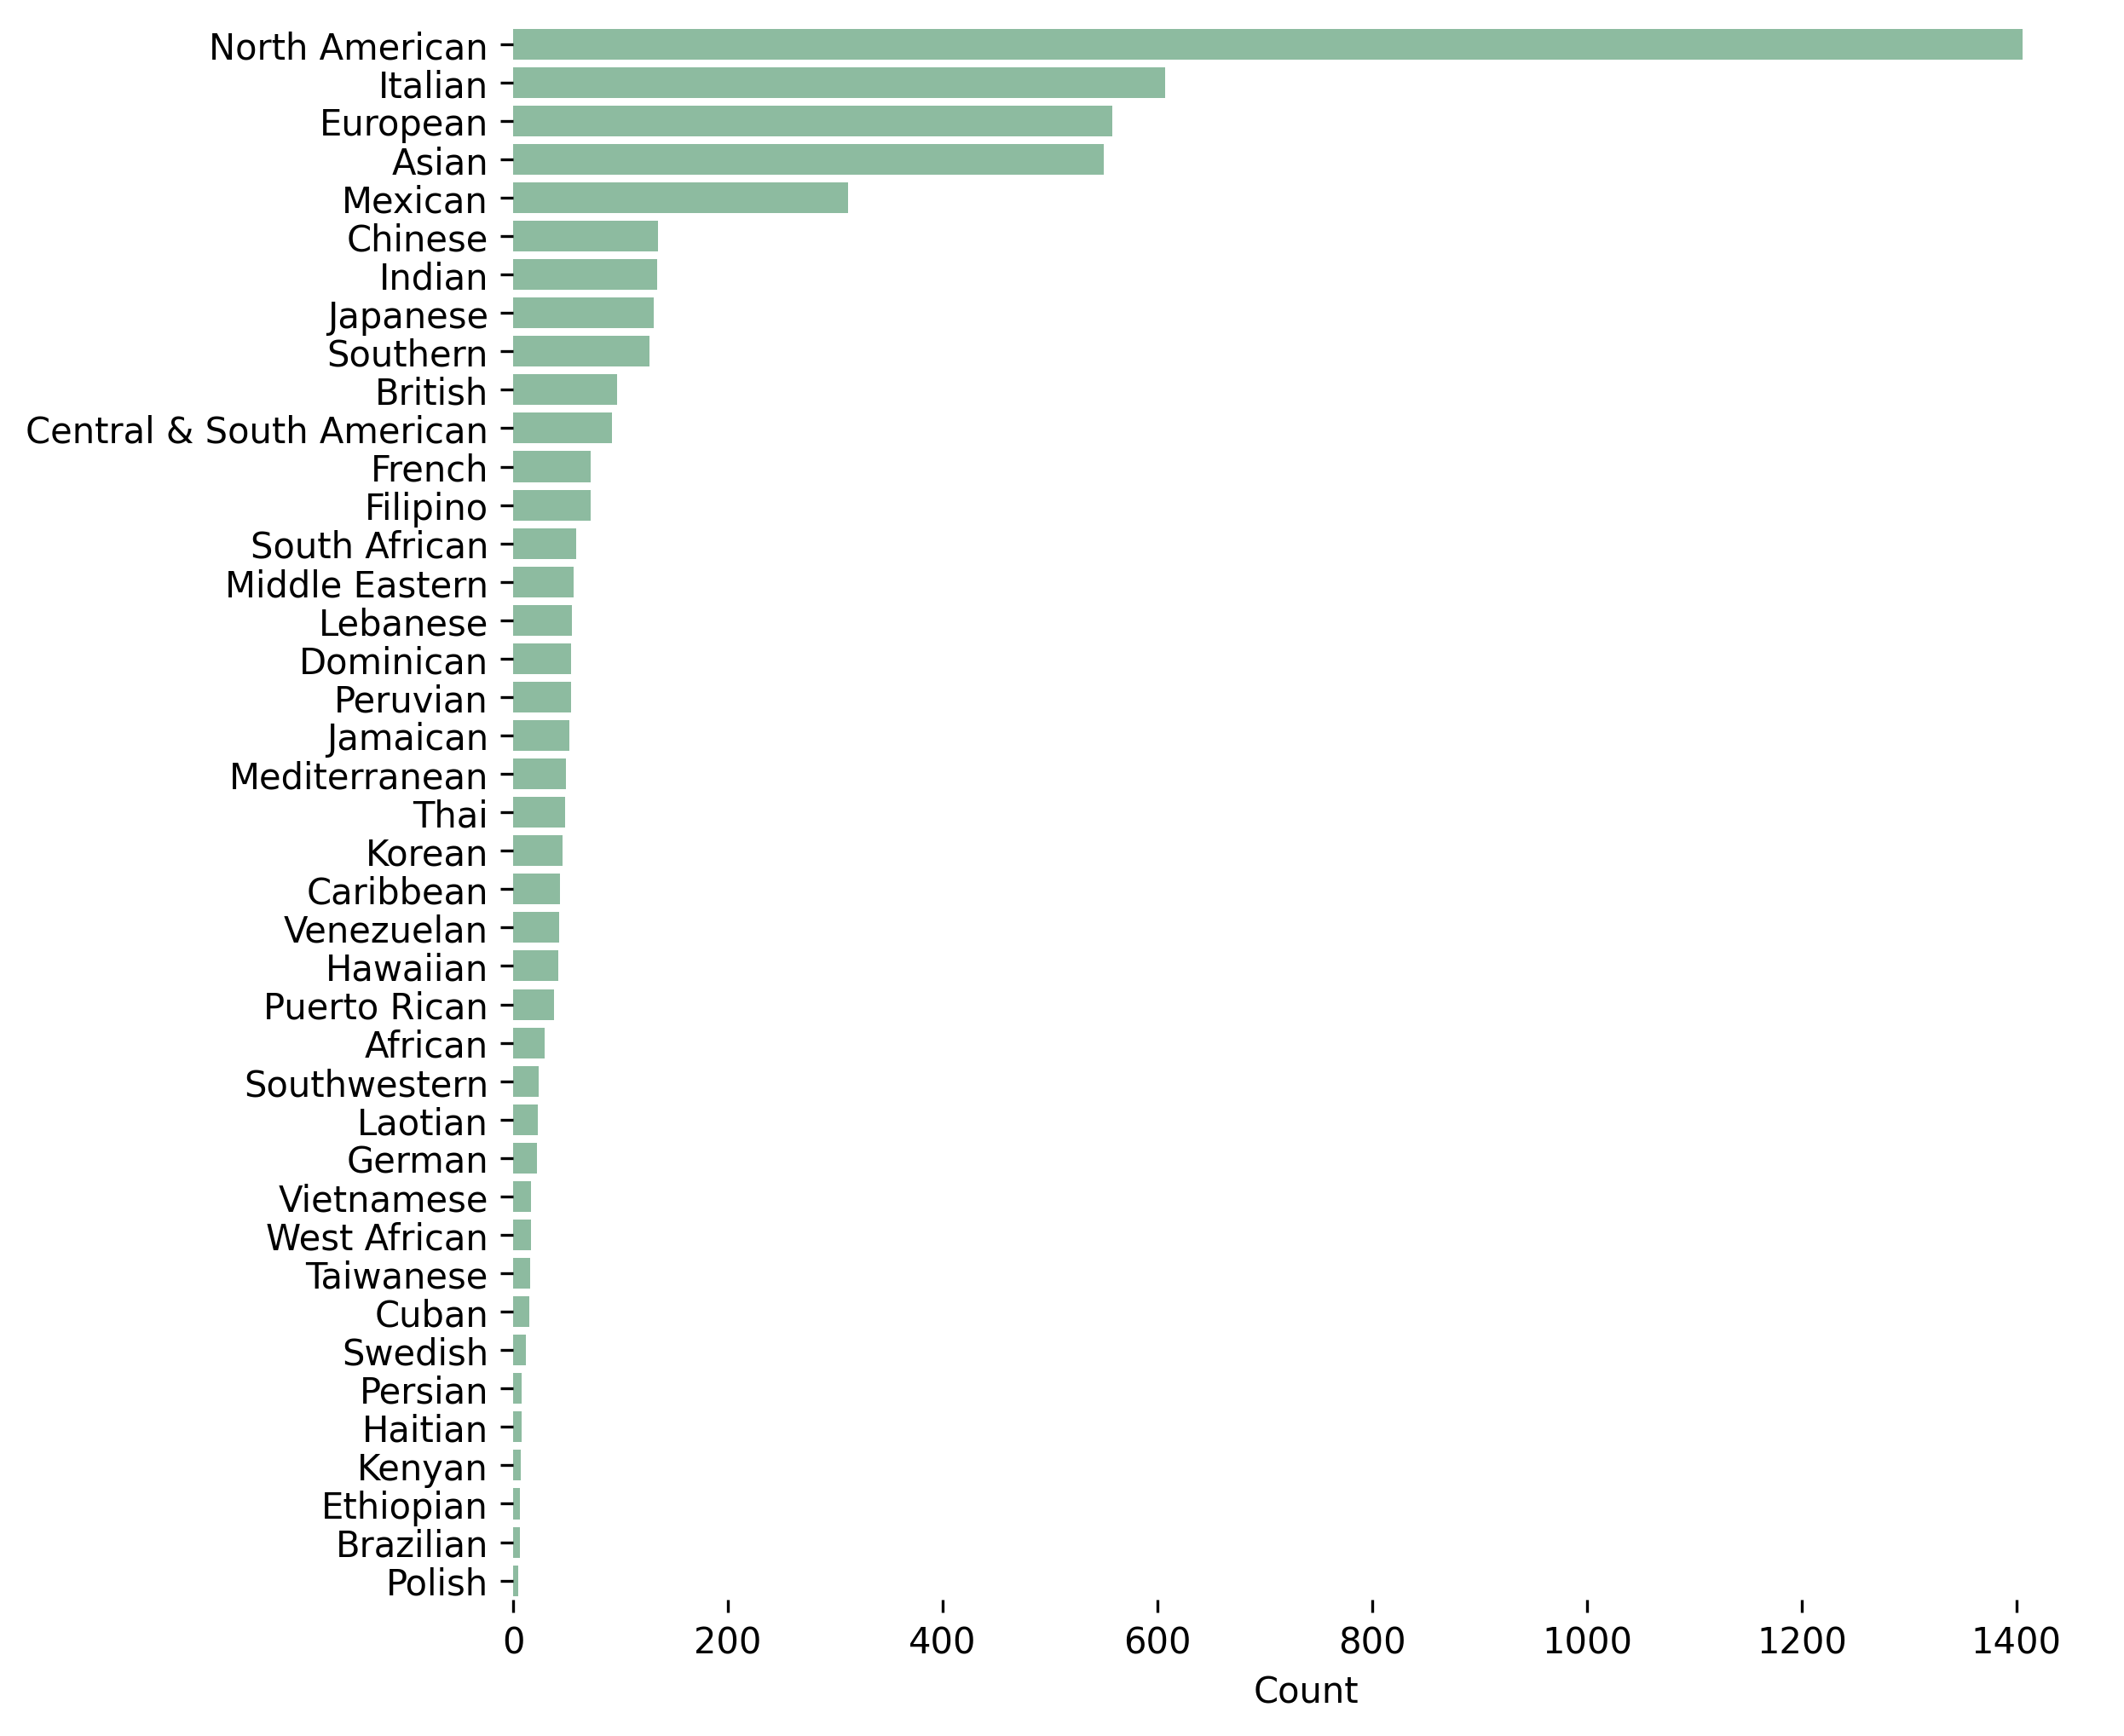 North American
Italian
European
Asian
Mexican
Chinese
Indian
Japanese
Southern
British
Central & South American
French
Filipino
South African
Middle Eastern
Lebanese
Dominican
Peruvian
Jamaican
Mediterranean
Thai
Korean
Caribbean
Venezuelan
Hawaiian
Puerto Rican
African
Southwestern
Laotian
German
Vietnamese
West African
Taiwanese
Cuban
Swedish
Persian
Haitian
Kenyan
Ethiopian
Brazilian
Polish
0 200 400 600 800 1000 1200 1400
Count